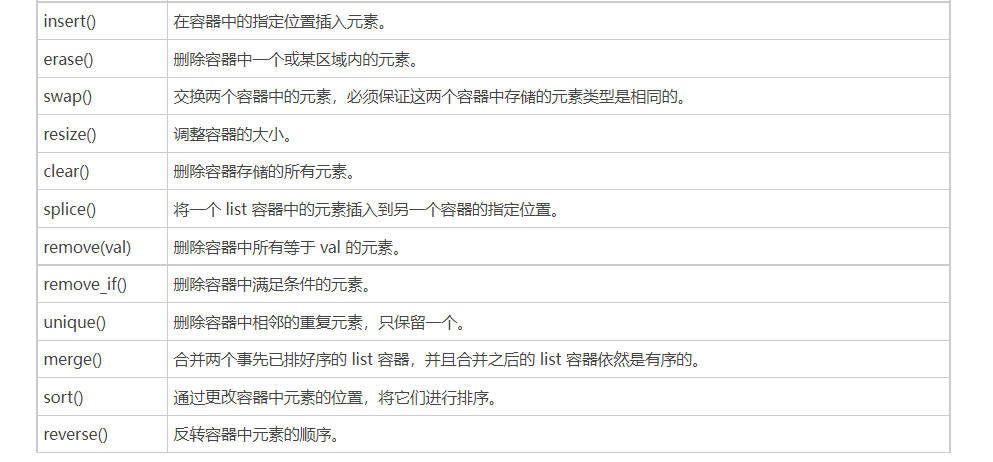 insert() 在容器中的指定位置插入元素。
erase() 删除容器中一个或某区域内的元素。
swap() 交换两个容器中的元素，必须保证这两个容器中存储的元素类型是相同的。
resize() 调整容器的大小。
clear() 删除容器存储的所有元素。
splice() 将一个 list 容器中的元素插入到另一个容器的指定位置。
remove(val) 删除容器中所有等于 val 的元素。
remove_if() 删除容器中满足条件的元素。
unique() 删除容器中相邻的重复元素，只保留一个。
merge() 合并两个事先已排好序的 list 容器，并且合并之后的 list 容器依然是有序的。
sort() 通过更改容器中元素的位置，将它们进行排序。
reverse() 反转容器中元素的顺序。